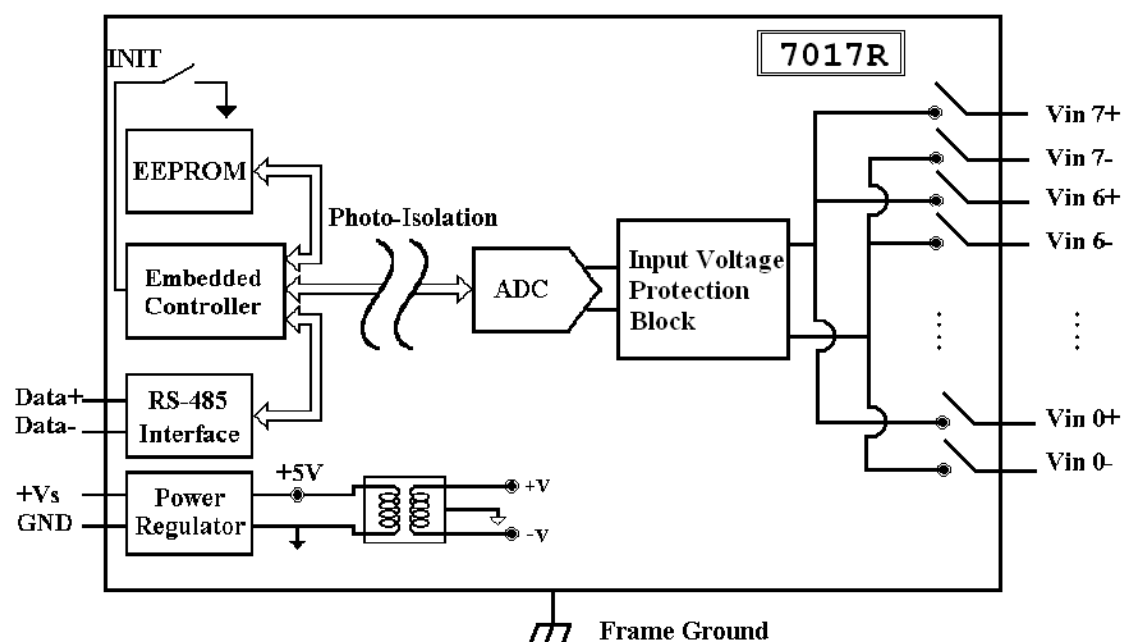 INIT
7017R
EEPROM
Photo-Isolation
Embedded
Controller
ADC
Input Voltage
Protection
Block
Vin 7+
Vin 7-
Vin 6+
Vin 6-
Data+
Data-
RS-485
Interface
Vin 0+
Vin 0-
+Vs
GND
Power
Regulator
+5V
+V
-V
Frame Ground